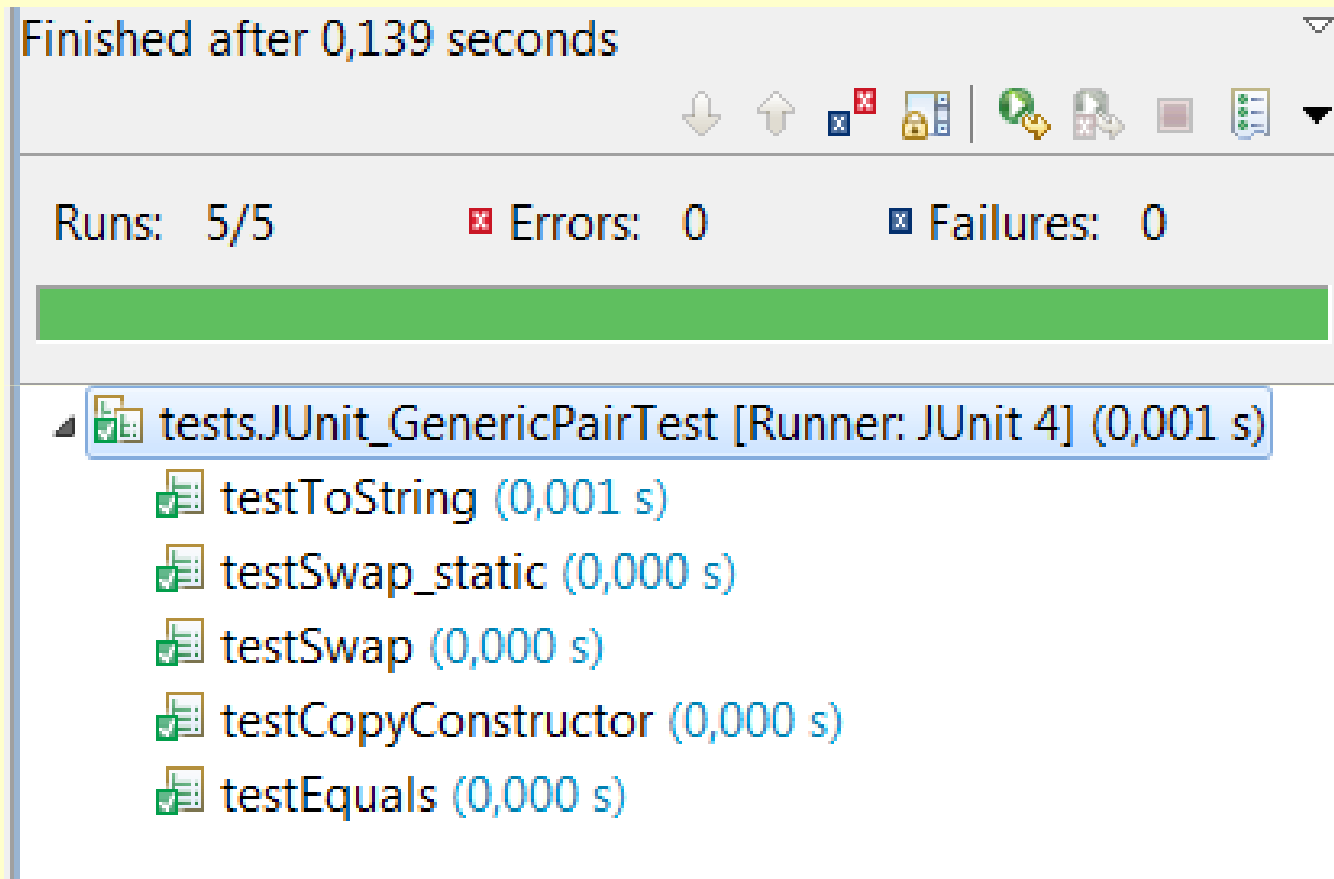 Finished after 0,139 seconds
Runs: 5/5 Errors: 0 Failures: 0
tests.JUnit_GenericPairTest [Runner: JUnit 4] (0,001 s)
testToString (0,001 s)
testSwap_static (0,000 s)
testSwap (0,000 s)
testCopyConstructor (0,000 s)
testEquals (0,000 s)